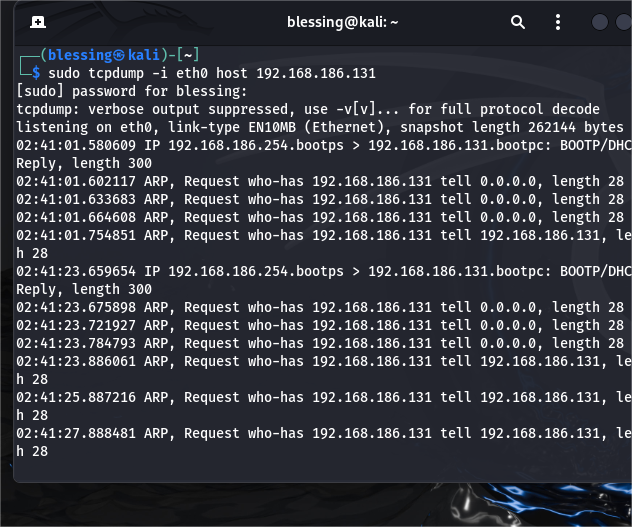 blessing@kali: ~
┌──(blessing㉿kali)-[~]
└─$ sudo tcpdump -i eth0 host 192.168.186.131
[sudo] password for blessing:
tcpdump: verbose output suppressed, use -v[v]... for full protocol decode
listening on eth0, link-type EN10MB (Ethernet), snapshot length 262144 bytes
02:41:01.580609 IP 192.168.186.254.bootps > 192.168.186.131.bootpc: BOOTP/DHC
Reply, length 300
02:41:01.602117 ARP, Request who-has 192.168.186.131 tell 0.0.0.0, length 28
02:41:01.633683 ARP, Request who-has 192.168.186.131 tell 0.0.0.0, length 28
02:41:01.664608 ARP, Request who-has 192.168.186.131 tell 0.0.0.0, length 28
02:41:01.754851 ARP, Request who-has 192.168.186.131 tell 192.168.186.131, le
h 28
02:41:23.659654 IP 192.168.186.254.bootps > 192.168.186.131.bootpc: BOOTP/DHC
Reply, length 300
02:41:23.675898 ARP, Request who-has 192.168.186.131 tell 0.0.0.0, length 28
02:41:23.721927 ARP, Request who-has 192.168.186.131 tell 0.0.0.0, length 28
02:41:23.784793 ARP, Request who-has 192.168.186.131 tell 0.0.0.0, length 28
02:41:23.886061 ARP, Request who-has 192.168.186.131 tell 192.168.186.131, le
h 28
02:41:25.887216 ARP, Request who-has 192.168.186.131 tell 192.168.186.131, le
h 28
02:41:27.888481 ARP, Request who-has 192.168.186.131 tell 192.168.186.131, le
h 28